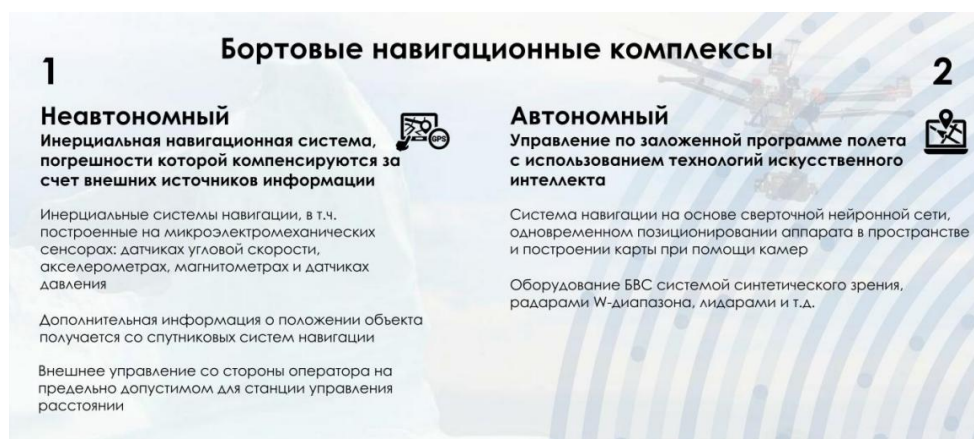 Бортовые навигационные комплексы
1
Неавтономный
Инерциальная навигационная система,
погрешности которой компенсируются за
счет внешних источников информации
GPS
Инерциальные системы навигации, в т.ч.
построенные на микроэлектромеханических
сенсорах: датчиках угловой скорости,
акселерометрах, магнитометрах и датчиках
давления
Дополнительная информация о положении объекта
получается со спутниковых систем навигации
Внешнее управление со стороны оператора на
предельно допустимом для станции управления
расстоянии
2
Автономный
Управление по заложенной программе полета
с использованием технологий искусственного
интеллекта
Система навигации на основе сверточной нейронной сети,
одновременном позиционировании аппарата в пространстве
и построении карты при помощи камер
Оборудование БВС системой синтетического зрения,
радарами W-диапазона, лидарами и т.д.